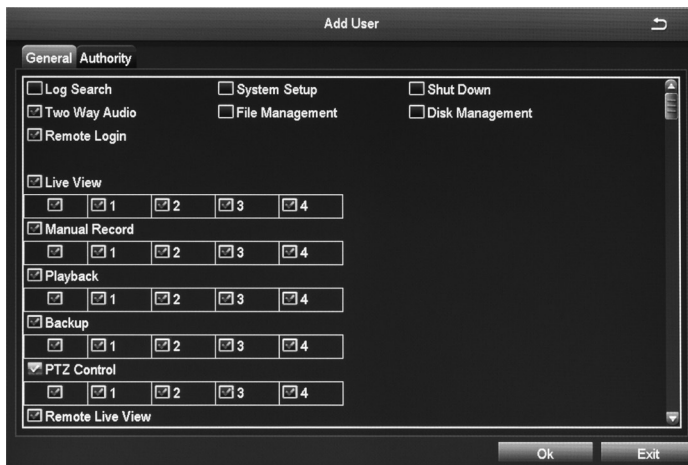 Add User
General Authority
Log Search System Setup Shut Down
Two Way Audio File Management Disk Management
Remote Login
Live View
1 2 3 4
Manual Record
1 2 3 4
Playback
1 2 3 4
Backup
1 2 3 4
PTZ Control
1 2 3 4
Remote Live View
Ok Exit